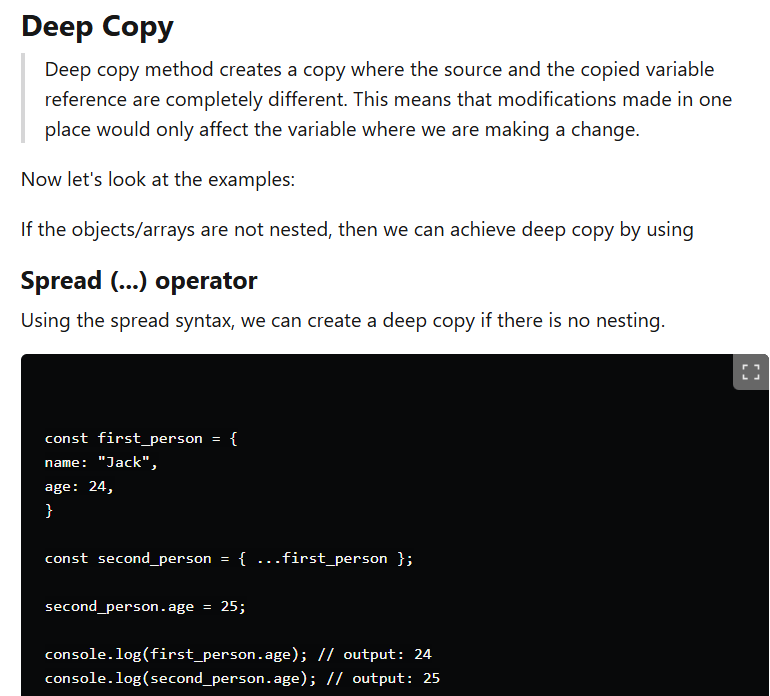 Deep Copy
Deep copy method creates a copy where the source and the copied variable
reference are completely different. This means that modifications made in one
place would only affect the variable where we are making a change.
Now let's look at the examples:
If the objects/arrays are not nested, then we can achieve deep copy by using
Spread (...) operator
Using the spread syntax, we can create a deep copy if there is no nesting.
const first_person = {
name: "Jack",
age: 24,
}
const second_person = { ...first_person };
second_person.age = 25;
console.log(first_person.age); // output: 24
console.log(second_person.age); // output: 25